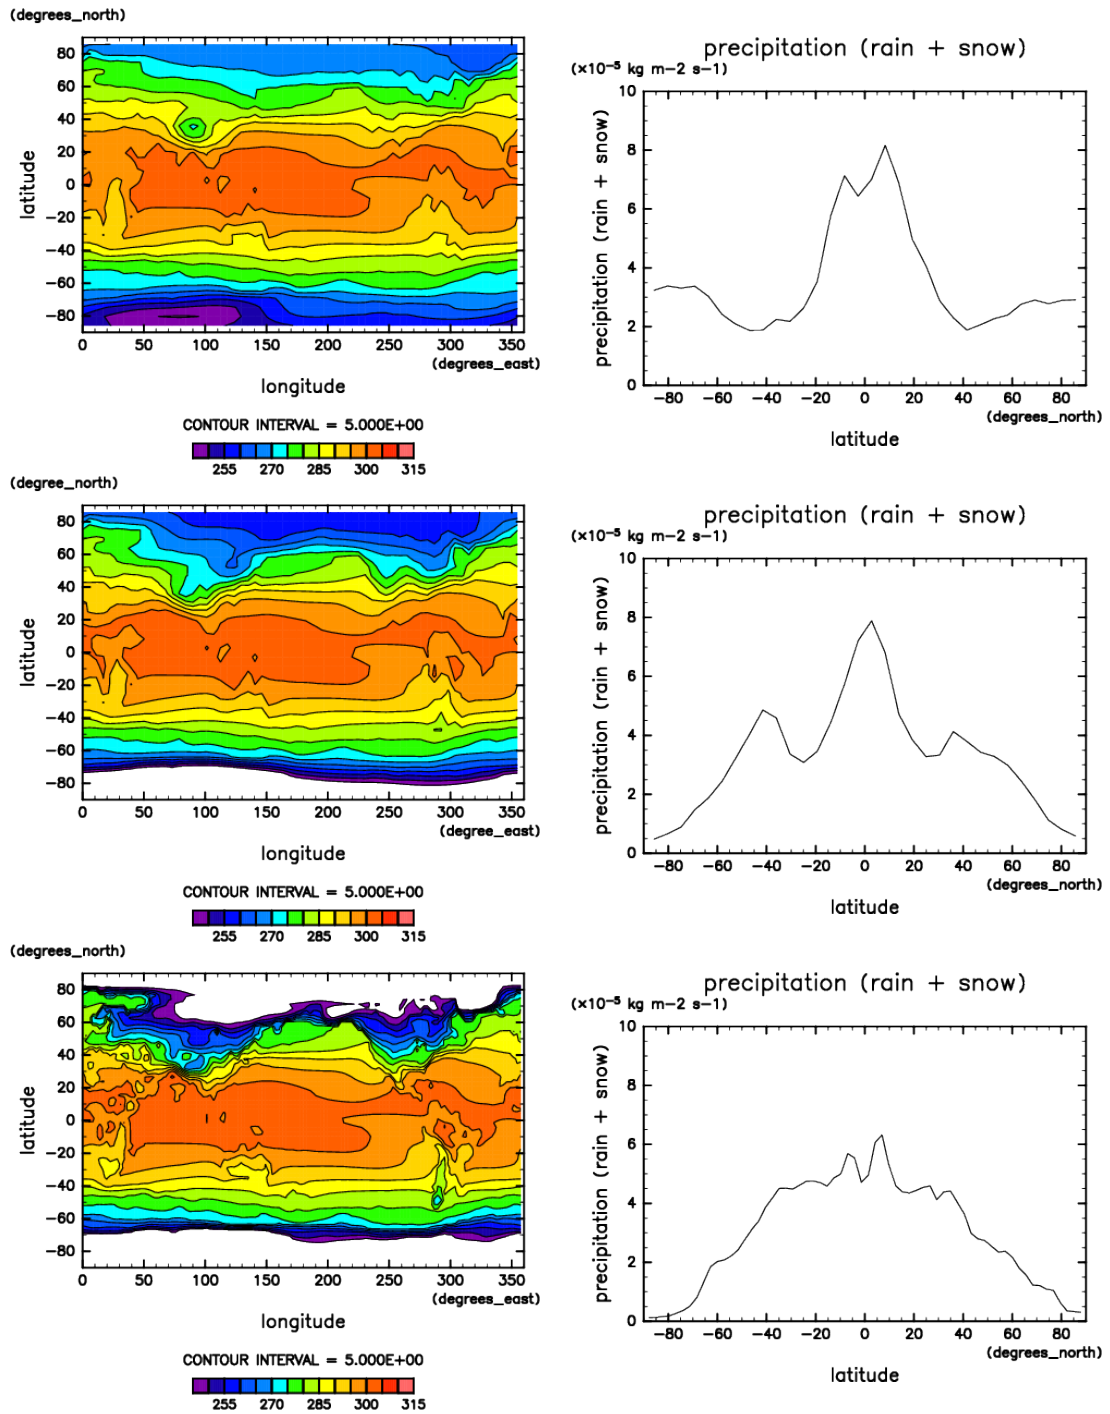 (degrees_north)
80
60
40
20
0
−20
−40
−60
−80
latitude
0 50 100 150 200 250 300 350
(degrees_east)
longitude
CONTOUR INTERVAL = 5.000E+00
255 270 285 300 315
precipitation (rain + snow)
(×10⁻⁵ kg m−2 s−1)
10
8
6
4
2
0
precipitation (rain + snow)
−80 −60 −40 −20 0 20 40 60 80
(degrees_north)
latitude
(degree_north)
80
60
40
20
0
−20
−40
−60
−80
latitude
0 50 100 150 200 250 300 350
(degree_east)
longitude
CONTOUR INTERVAL = 5.000E+00
255 270 285 300 315
precipitation (rain + snow)
(×10⁻⁵ kg m−2 s−1)
10
8
6
4
2
0
precipitation (rain + snow)
−80 −60 −40 −20 0 20 40 60 80
(degrees_north)
latitude
(degrees_north)
80
60
40
20
0
−20
−40
−60
−80
latitude
0 50 100 150 200 250 300 350
(degrees_east)
longitude
CONTOUR INTERVAL = 5.000E+00
255 270 285 300 315
precipitation (rain + snow)
(×10⁻⁵ kg m−2 s−1)
10
8
6
4
2
0
precipitation (rain + snow)
−80 −60 −40 −20 0 20 40 60 80
(degrees_north)
latitude